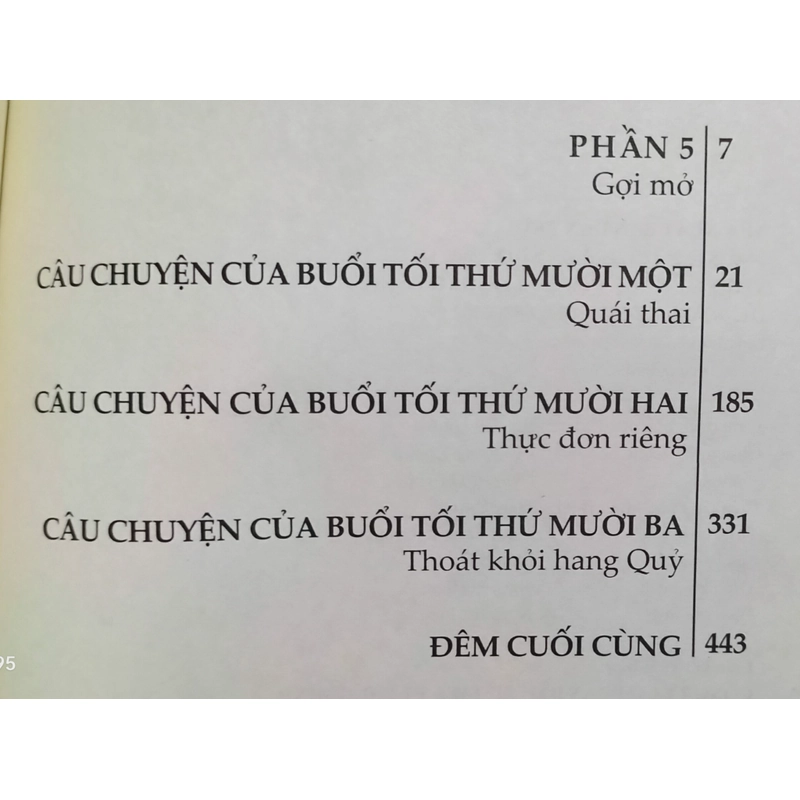 PHẦN 5 7
Gợi mở
CÂU CHUYỆN CỦA BUỔI TỐI THỨ MƯỜI MỘT 21
Quái thai
CÂU CHUYỆN CỦA BUỔI TỐI THỨ MƯỜI HAI 185
Thực đơn riêng
CÂU CHUYỆN CỦA BUỔI TỐI THỨ MƯỜI BA 331
Thoát khỏi hang Quỷ
ĐÊM CUỐI CÙNG 443
95